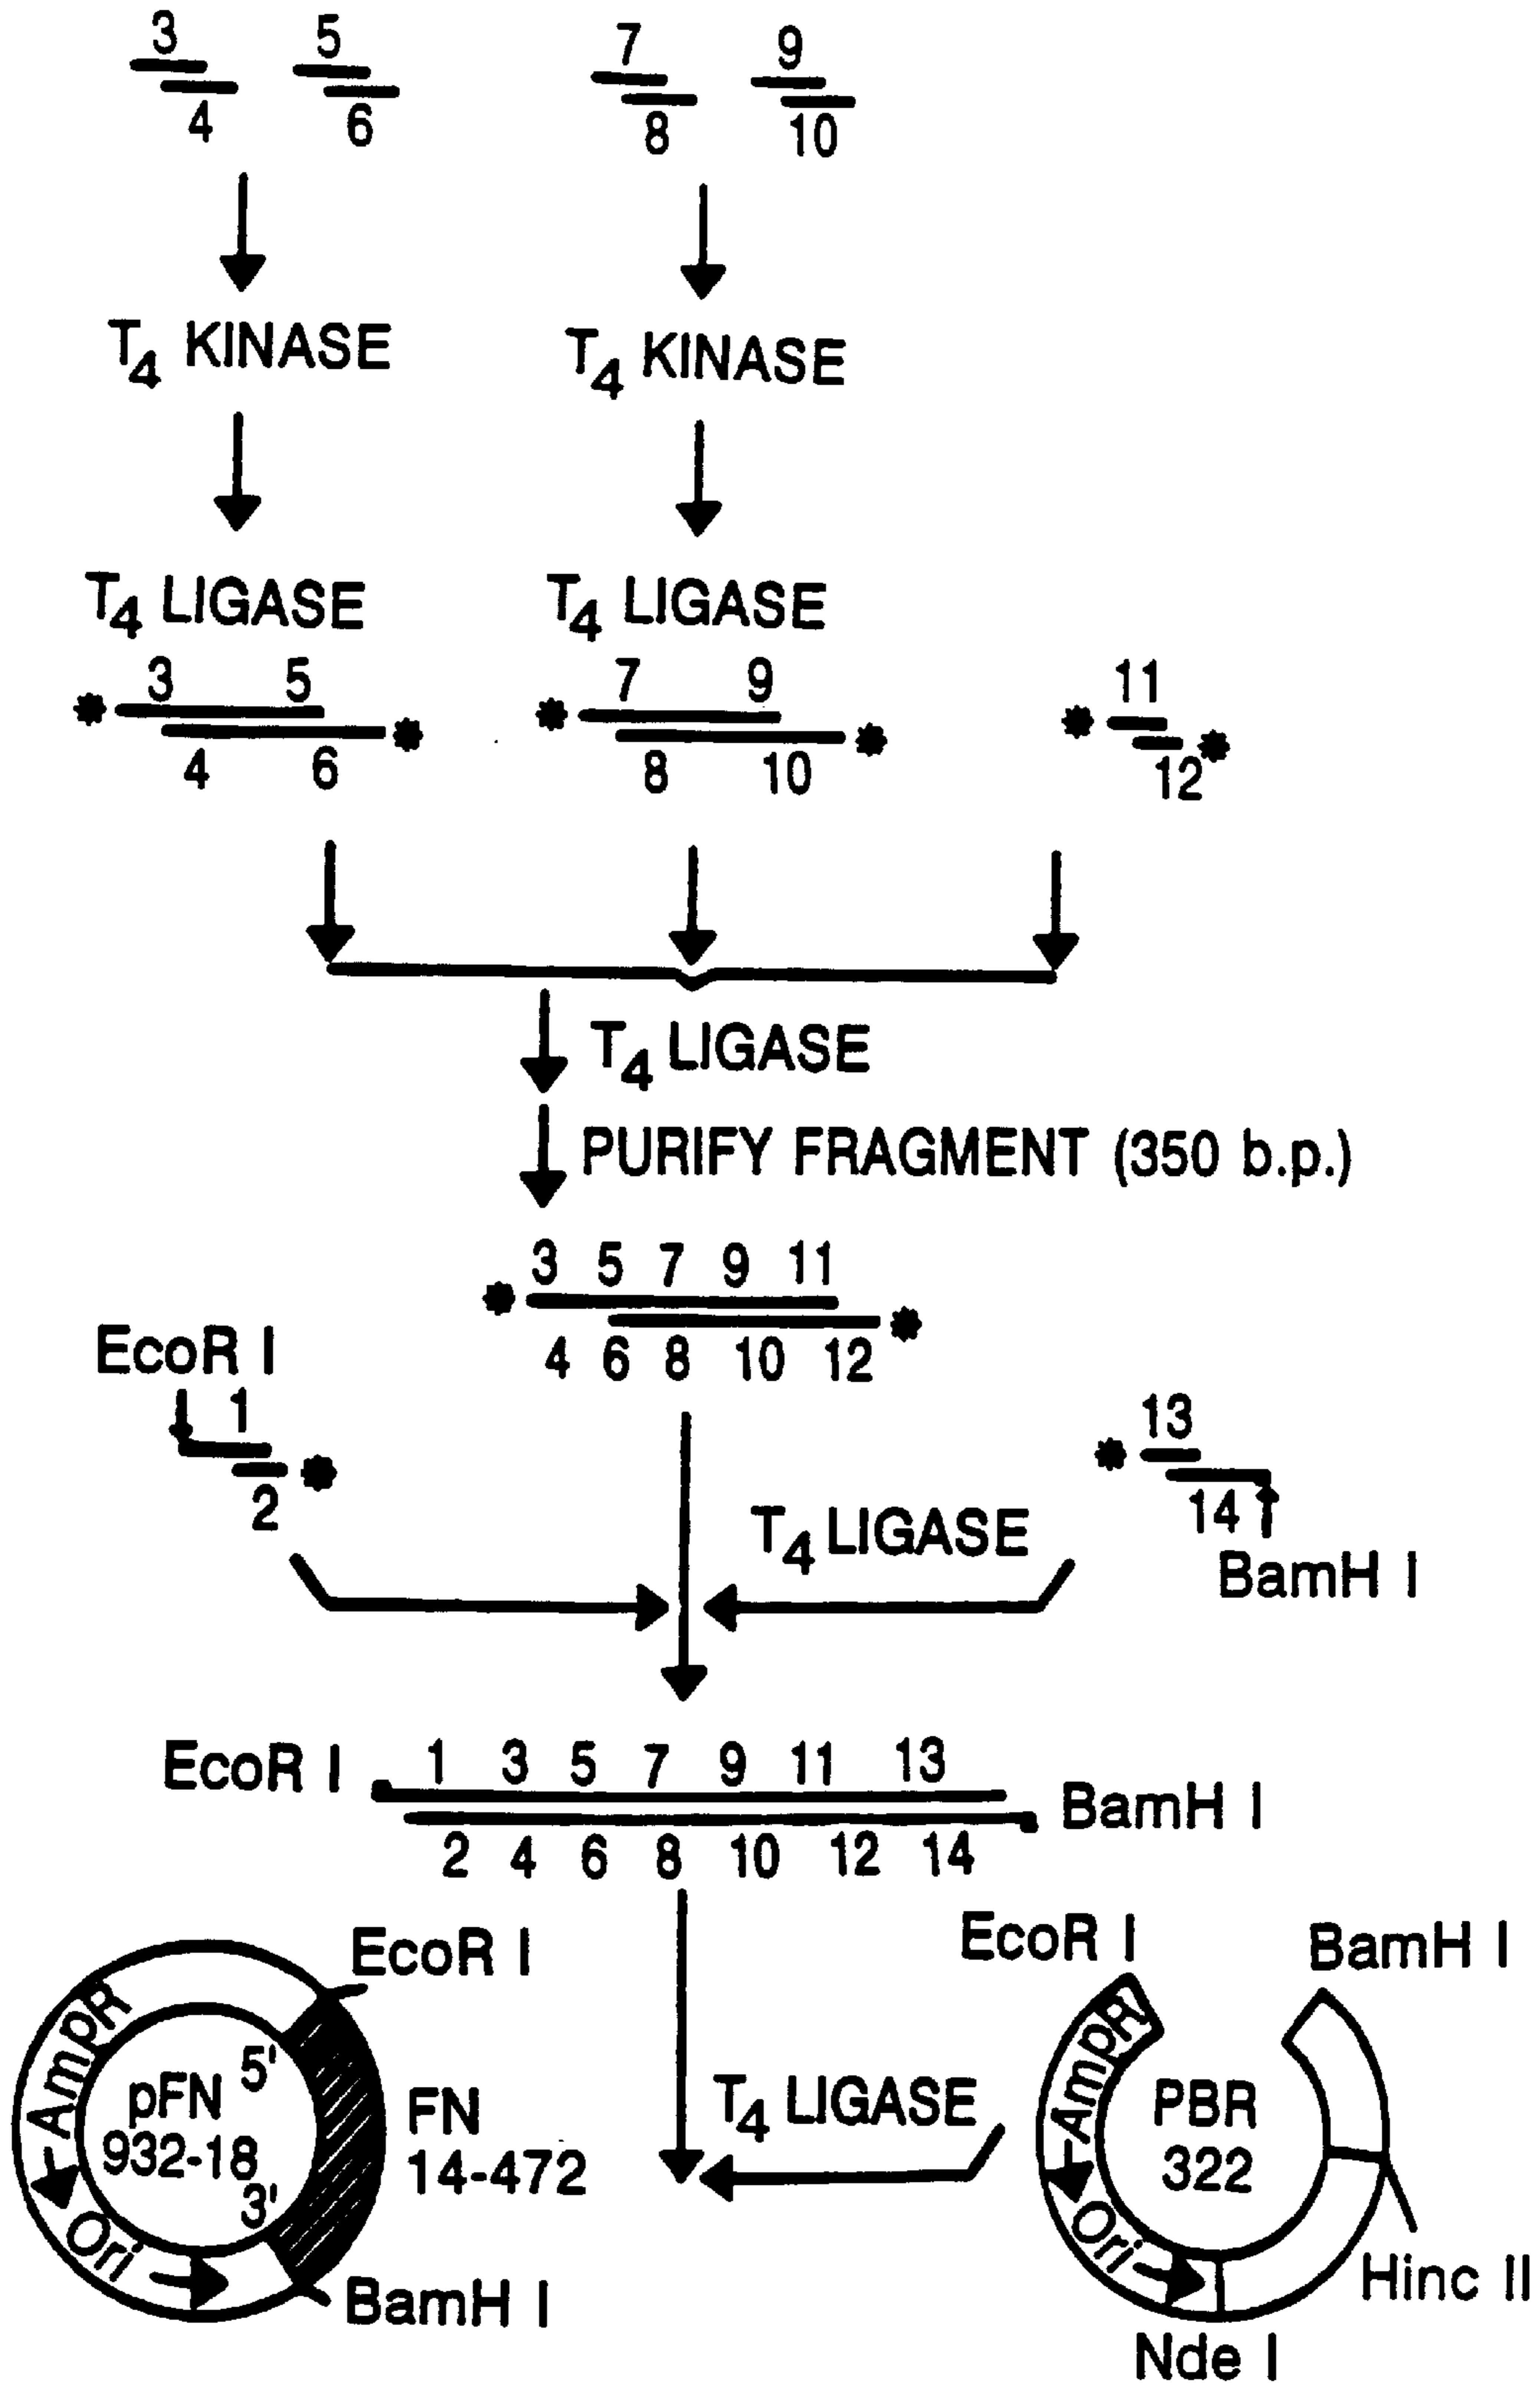 3 5 7 9
4 6 8 10
T4 KINASE T4 KINASE
T4 LIGASE T4 LIGASE
3 5 7 9 11
4 6 8 10 12
T4 LIGASE
PURIFY FRAGMENT (350 b.p.)
3 5 7 9 11
4 6 8 10 12
EcoR I
1 13
2 14
T4 LIGASE
BamH I
EcoR I 1 3 5 7 9 11 13 BamH I
2 4 6 8 10 12 14
EcoR I EcoR I BamH I
AmpR AmpR
5'
pFN
932-18
3'
FN
14-472
T4 LIGASE
PBR
322
Ori Ori
BamH I
Hinc II
Nde I